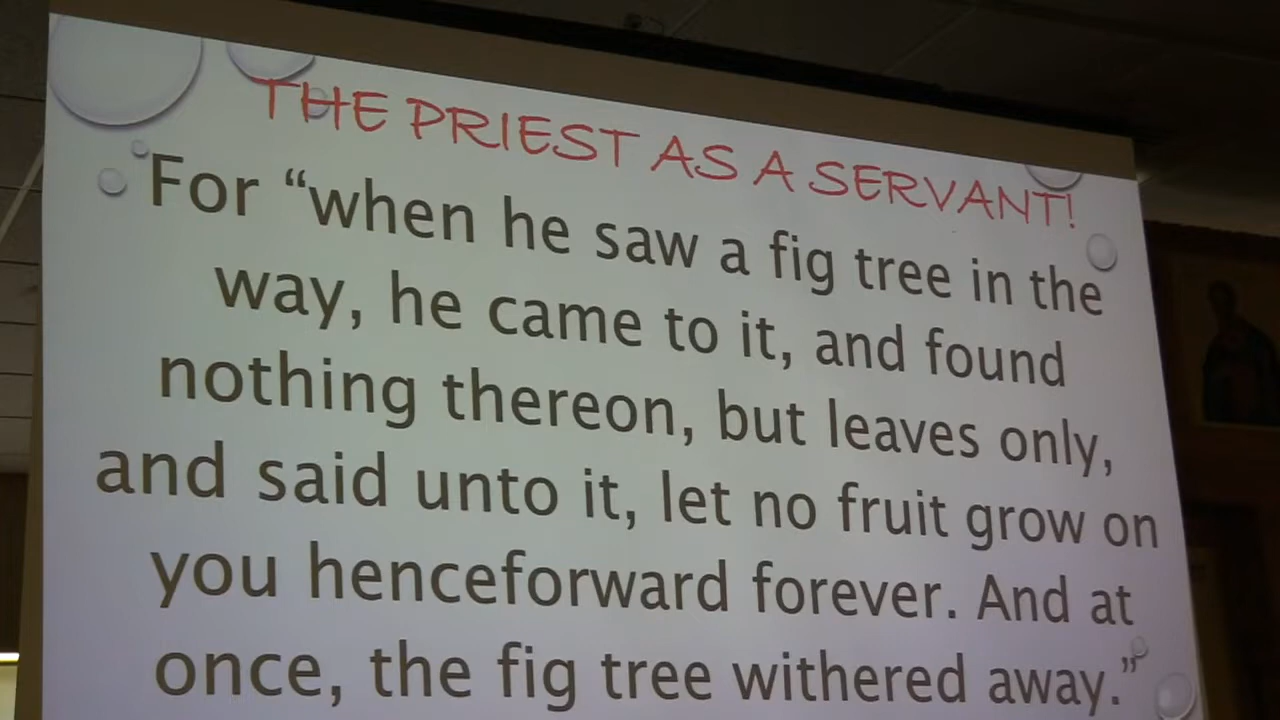 THE PRIEST AS A SERVANT!
For “when he saw a fig tree in the
way, he came to it, and found
nothing thereon, but leaves only,
and said unto it, let no fruit grow on
you henceforward forever. And at
once, the fig tree withered away.”